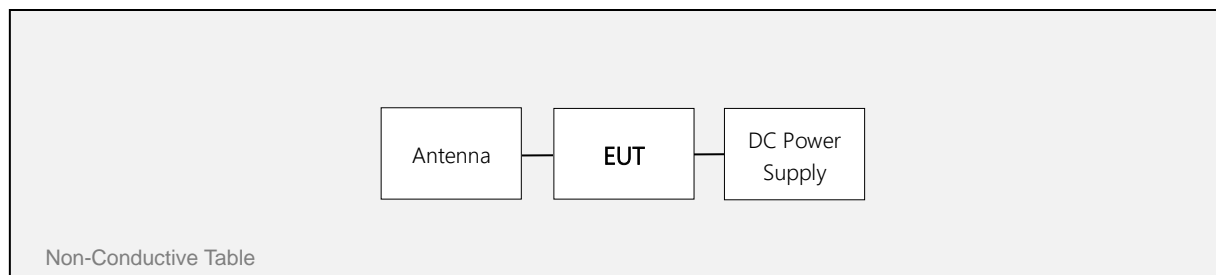 Antenna
EUT
DC Power
Supply
Non-Conductive Table